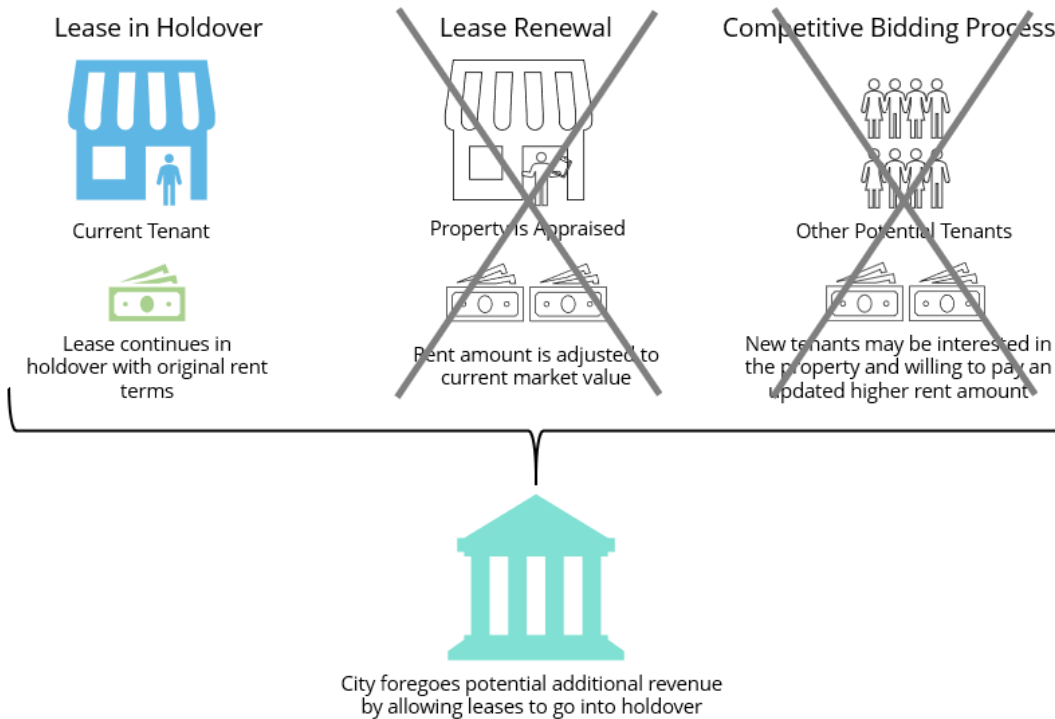 Lease in Holdover
Lease Renewal
Competitive Bidding Process
Current Tenant
Property is Appraised
Other Potential Tenants
Lease continues in
holdover with original rent
terms
Rent amount is adjusted to
current market value
New tenants may be interested in
the property and willing to pay an
updated higher rent amount
City foregoes potential additional revenue
by allowing leases to go into holdover